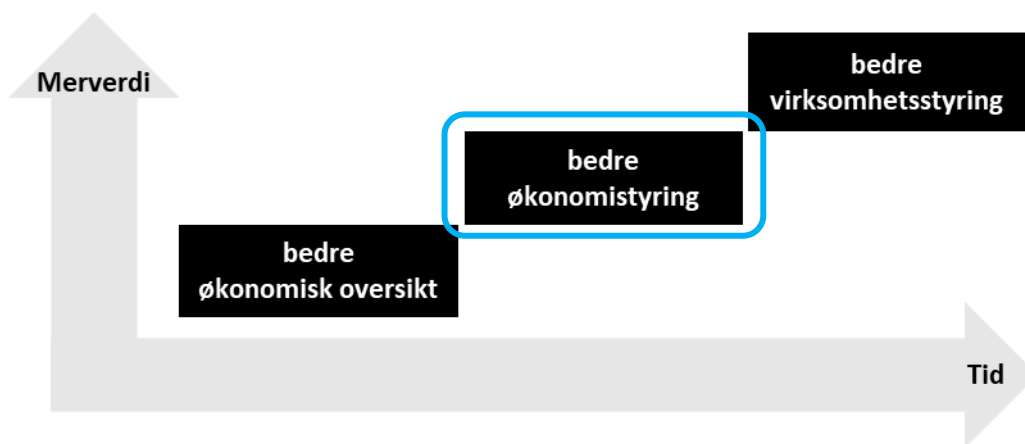 Merverdi
bedre
virksomhetsstyring
bedre
økonomistyring
bedre
økonomisk oversikt
Tid